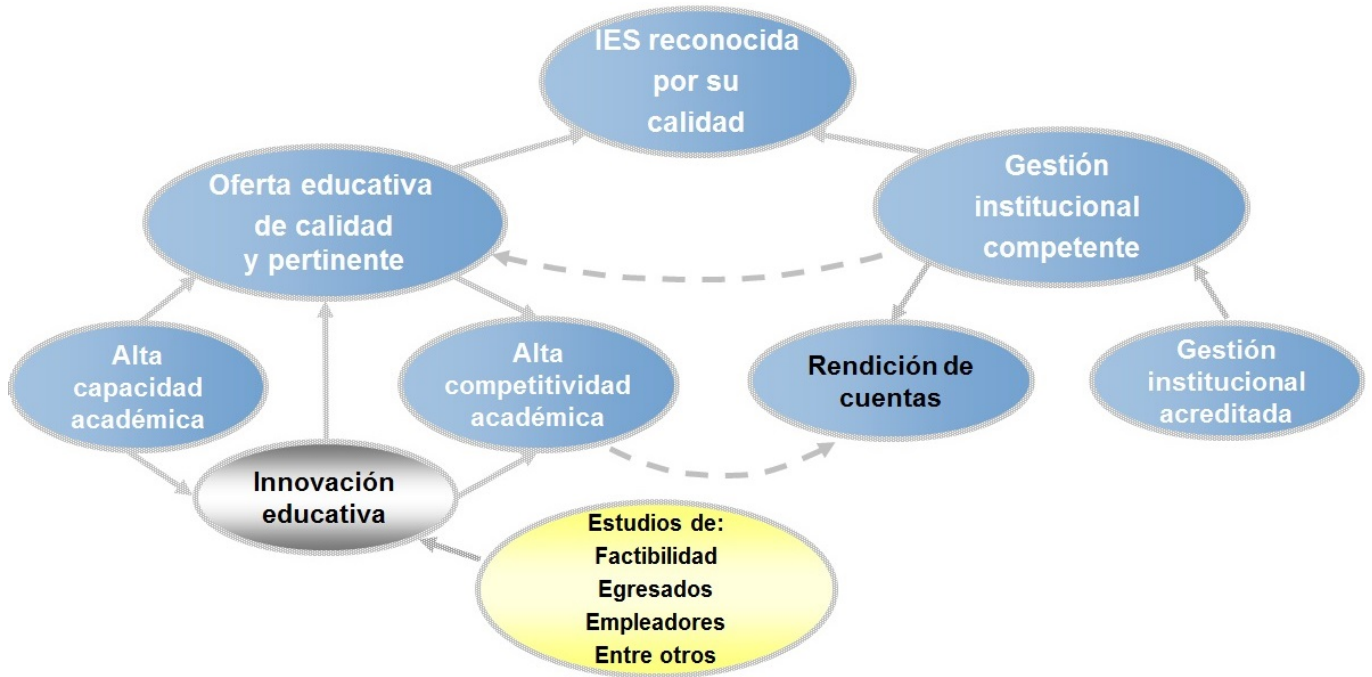 IES reconocida
por su
calidad
Oferta educativa
de calidad
y pertinente
Gestión
institucional
competente
Alta
capacidad
académica
Alta
competitividad
académica
Rendición de
cuentas
Gestión
institucional
acreditada
Innovación
educativa
Estudios de:
Factibilidad
Egresados
Empleadores
Entre otros